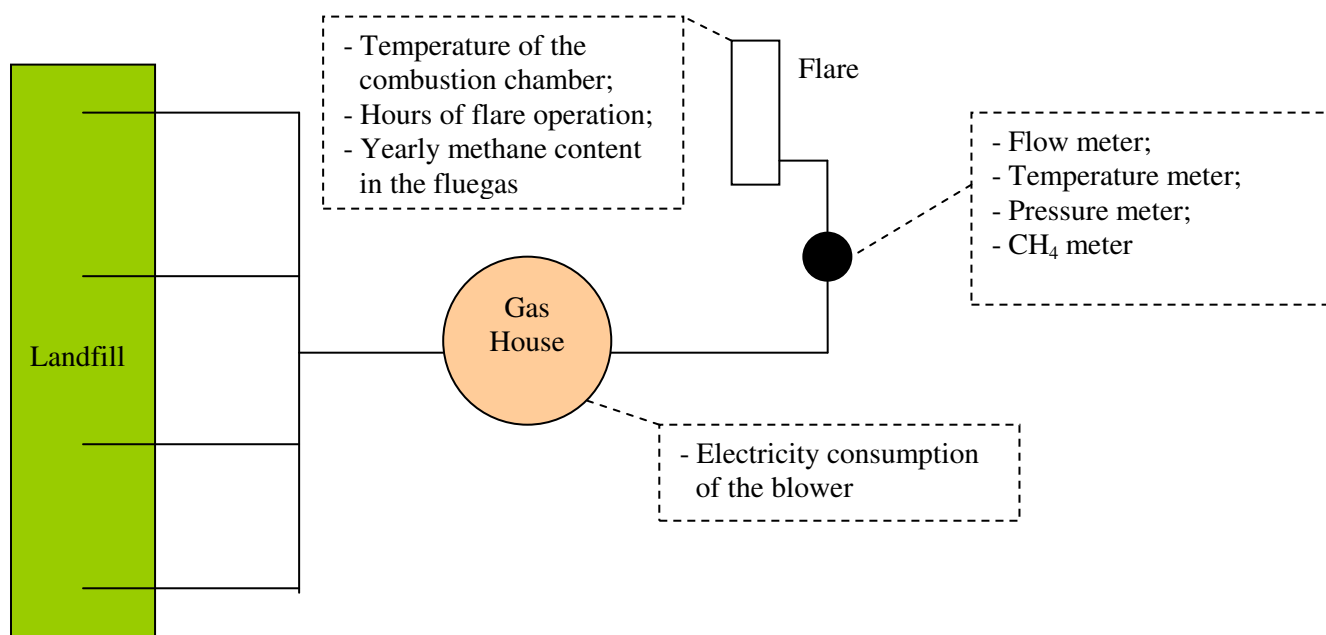 - Temperature of the
combustion chamber;
- Hours of flare operation;
- Yearly methane content
in the fluegas
Flare
- Flow meter;
- Temperature meter;
- Pressure meter;
- CH₄ meter
Gas
House
Landfill
- Electricity consumption
of the blower